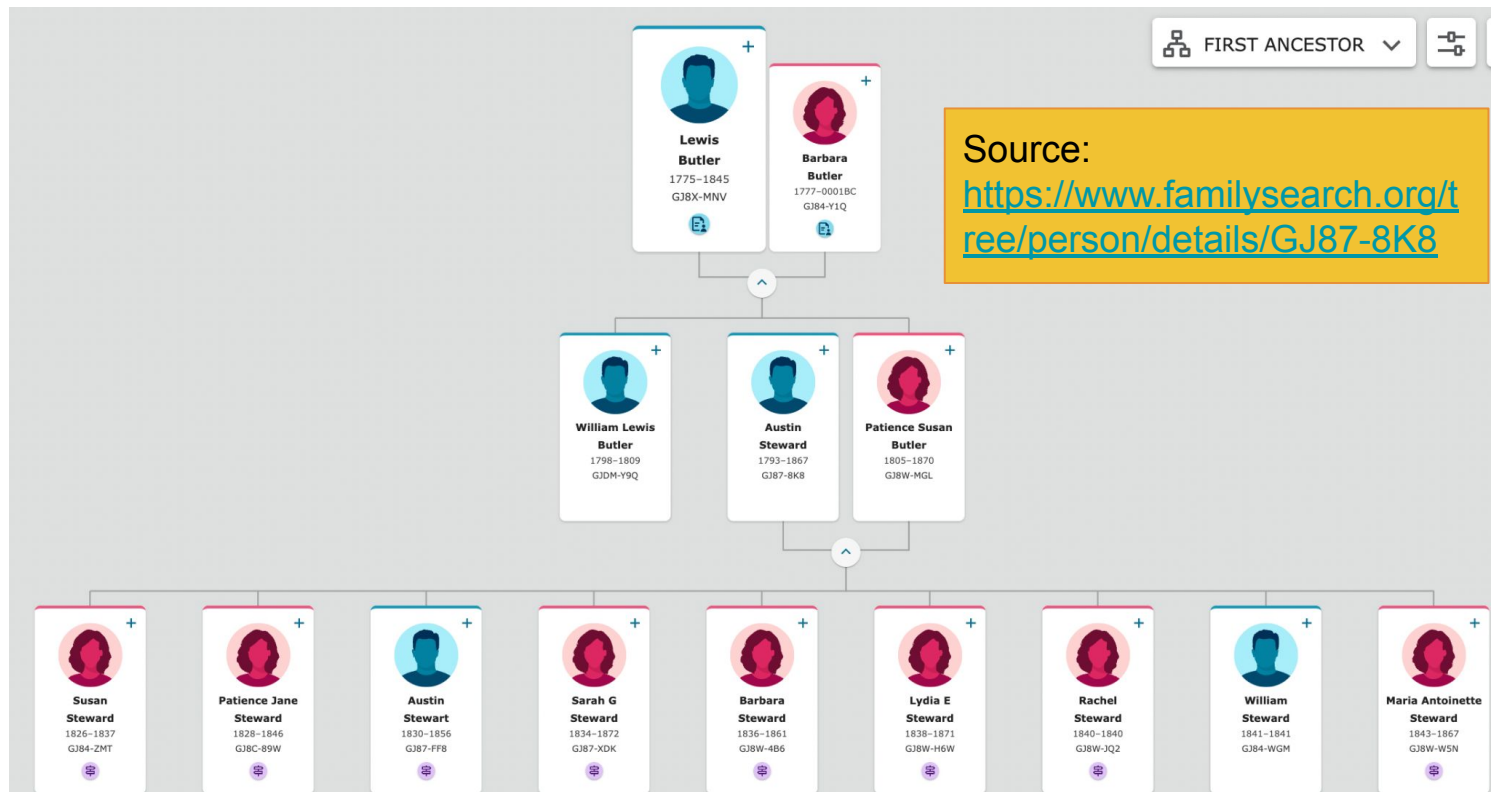 FIRST ANCESTOR
Source:
https://www.familysearch.org/t
ree/person/details/GJ87-8K8
Lewis
Butler
1775–1845
GJ8X-MNV
Barbara
Butler
1777–0001BC
GJ84-Y1Q
William Lewis
Butler
1798–1809
GJDM-Y9Q
Austin
Steward
1793–1867
GJ87-8K8
Patience Susan
Butler
1805–1870
GJ8W-MGL
Susan
Steward
1826–1837
GJ84-ZMT
Patience Jane
Steward
1828–1846
GJ8C-89W
Austin
Stewart
1830–1856
GJ87-FF8
Sarah G
Steward
1834–1872
GJ87-XDK
Barbara
Steward
1836–1861
GJ8W-4B6
Lydia E
Steward
1838–1871
GJ8W-H6W
Rachel
Steward
1840–1840
GJ8W-JQ2
William
Steward
1841–1841
GJ84-WGM
Maria Antoinette
Steward
1843–1867
GJ8W-W5N